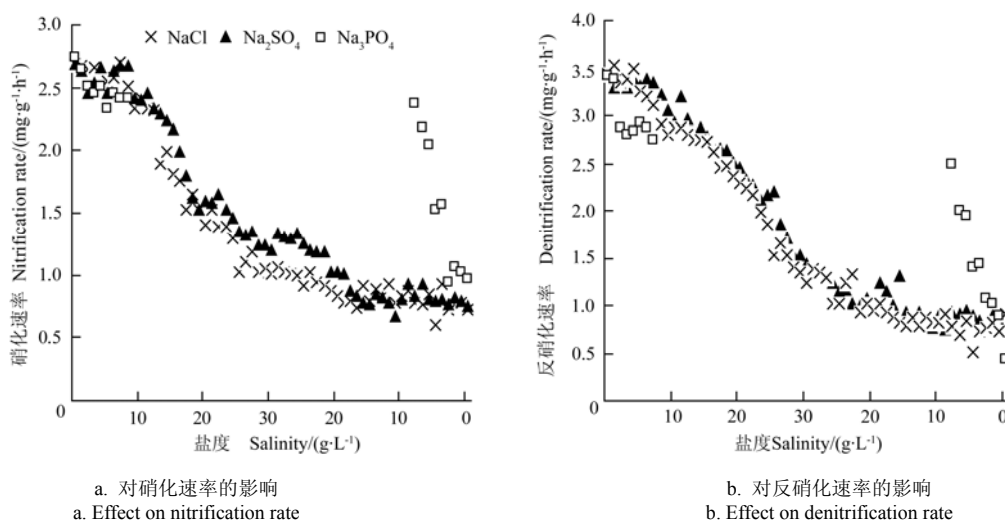 3.0
2.5
2.0
1.5
1.0
0.5
0
硝化速率 Nitrification rate/(mg·g⁻¹·h⁻¹)
× NaCl ▲ Na₂SO₄ □ Na₃PO₄
10 20 30 20 10 0
盐度 Salinity/(g·L⁻¹)
a. 对硝化速率的影响
a. Effect on nitrification rate
4.0
3.5
3.0
2.5
2.0
1.5
1.0
0.5
0
反硝化速率 Denitrification rate/(mg·g⁻¹·h⁻¹)
10 20 30 20 10 0
盐度Salinity/(g·L⁻¹)
b. 对反硝化速率的影响
b. Effect on denitrification rate